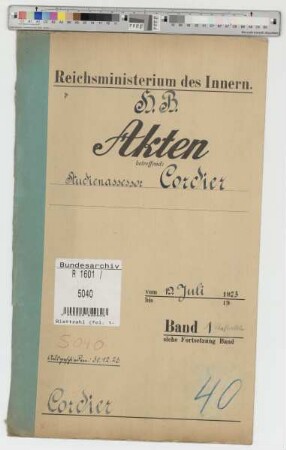 Reichsministerium des Innern.
Akten
betreffend:
Studienassessor Cordier
Bundesarchiv
R 1601 /
5040
vom 12. Juli 1923
bis 19
Band 1
siehe Fortsetzung Band
5040
40
Cordier